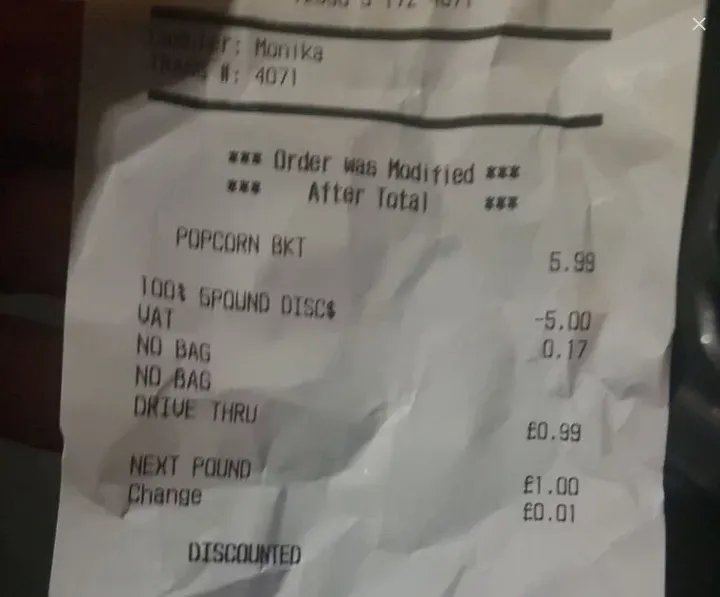 Monika
#: 4071
*** Order was Modified ***
*** After Total ***
POPCORN BKT 5.99
100% 5POUND DISC$ -5.00
VAT 0.17
NO BAG
NO BAG
DRIVE THRU £0.99
NEXT POUND £1.00
Change £0.01
DISCOUNTED